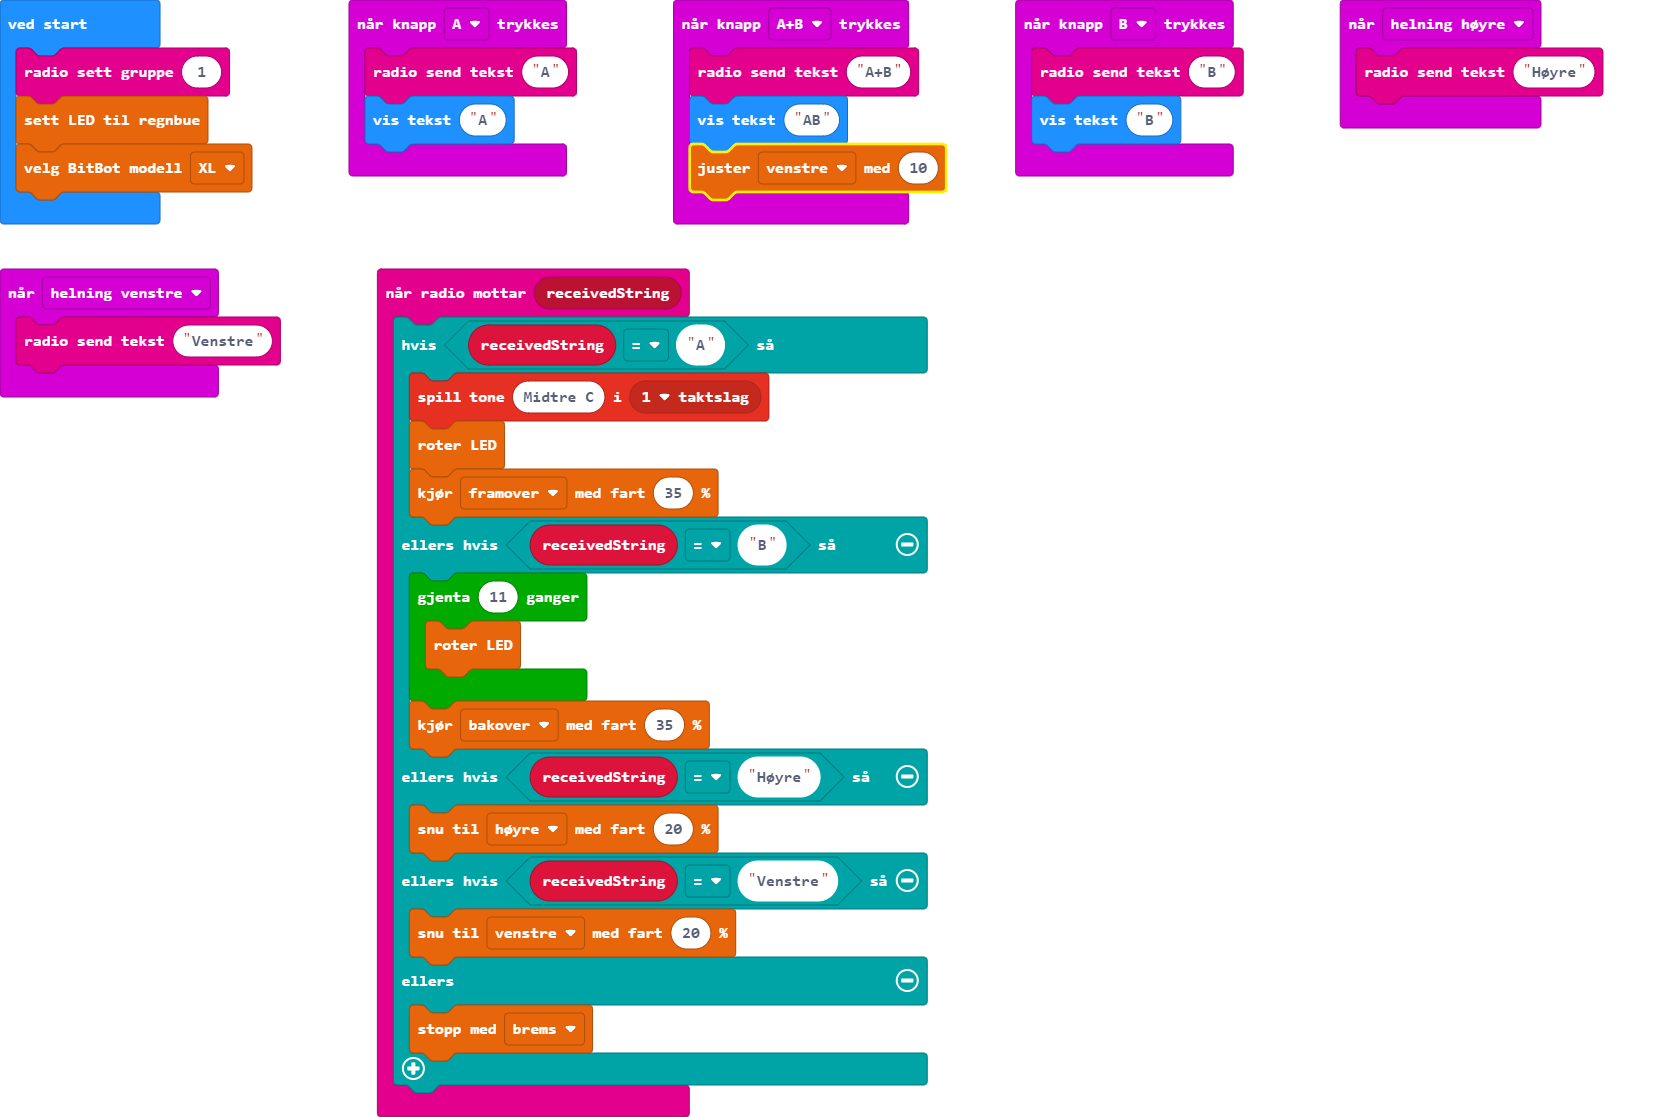 ved start
radio sett gruppe 1
sett LED til regnbue
velg BitBot modell XL
når knapp A trykkes
radio send tekst "A"
vis tekst "A"
når knapp A+B trykkes
radio send tekst "A+B"
vis tekst "AB"
juster venstre med 10
når knapp B trykkes
radio send tekst "B"
vis tekst "B"
når helning høyre
radio send tekst "Høyre"
når helning venstre
radio send tekst "Venstre"
når radio mottar receivedString
hvis receivedString = "A" så
spill tone Midtre C i 1 taktslag
roter LED
kjør framover med fart 35 %
ellers hvis receivedString = "B" så
gjenta 11 ganger
roter LED
kjør bakover med fart 35 %
ellers hvis receivedString = "Høyre" så
snu til høyre med fart 20 %
ellers hvis receivedString = "Venstre" så
snu til venstre med fart 20 %
ellers
stopp med brems